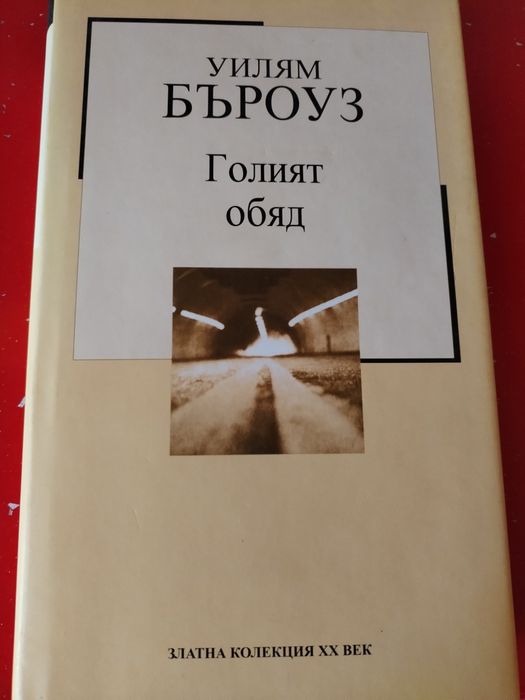 УИЛЯМ
БЪРОУЗ
Голият
обяд
ЗЛАТНА КОЛЕКЦИЯ XX ВЕК